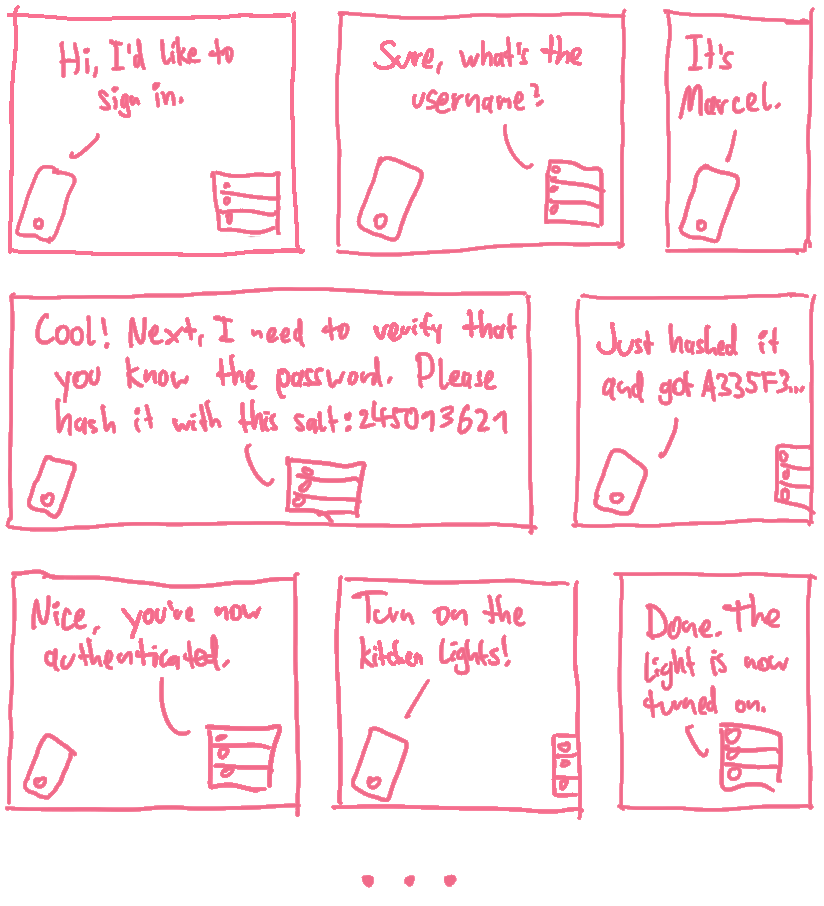 Hi, I'd like to
sign in.
Sure, what's the
username?
It's
Marcel.
Cool! Next, I need to verify that
you know the password. Please
hash it with this salt: 245013621
Just hashed it
and got A335F3...
Nice, you're now
authenticated.
Turn on the
kitchen lights!
Done. The
light is now
turned on.